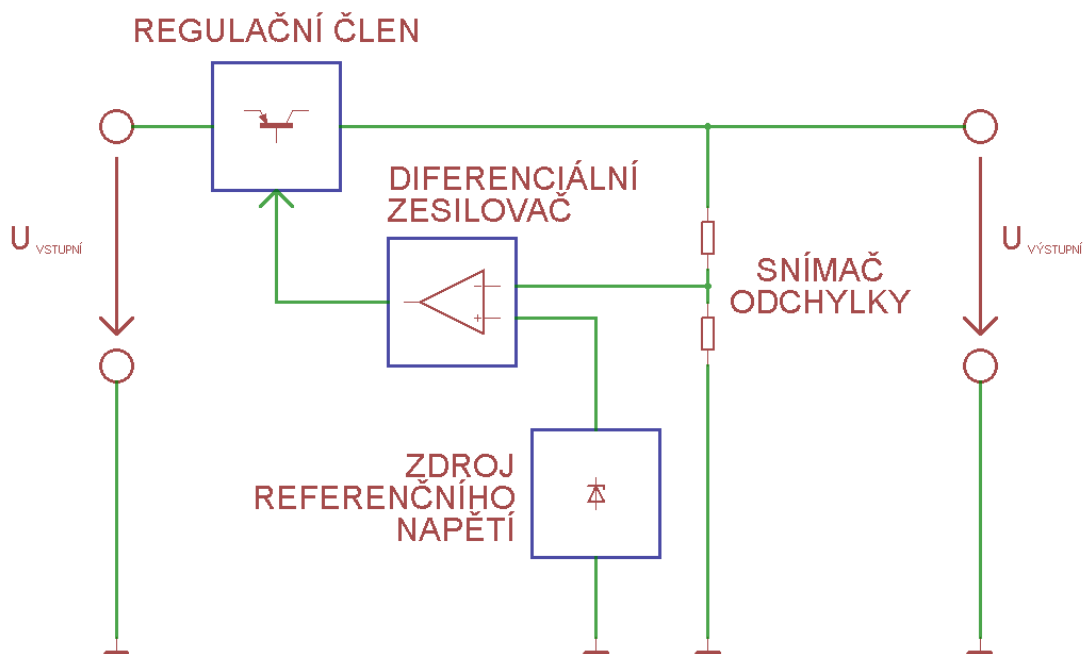 REGULAČNÍ ČLEN
DIFERENCIÁLNÍ
ZESILOVAČ
U VSTUPNÍ
U VÝSTUPNÍ
SNÍMAČ
ODCHYLKY
ZDROJ
REFERENČNÍHO
NAPĚTÍ